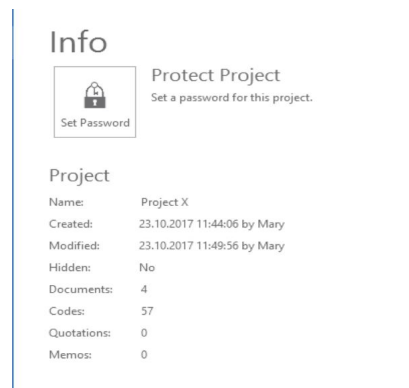 Info
Protect Project
Set a password for this project.
Set Password
Project
Name: Project X
Created: 23.10.2017 11:44:06 by Mary
Modified: 23.10.2017 11:49:56 by Mary
Hidden: No
Documents: 4
Codes: 57
Quotations: 0
Memos: 0